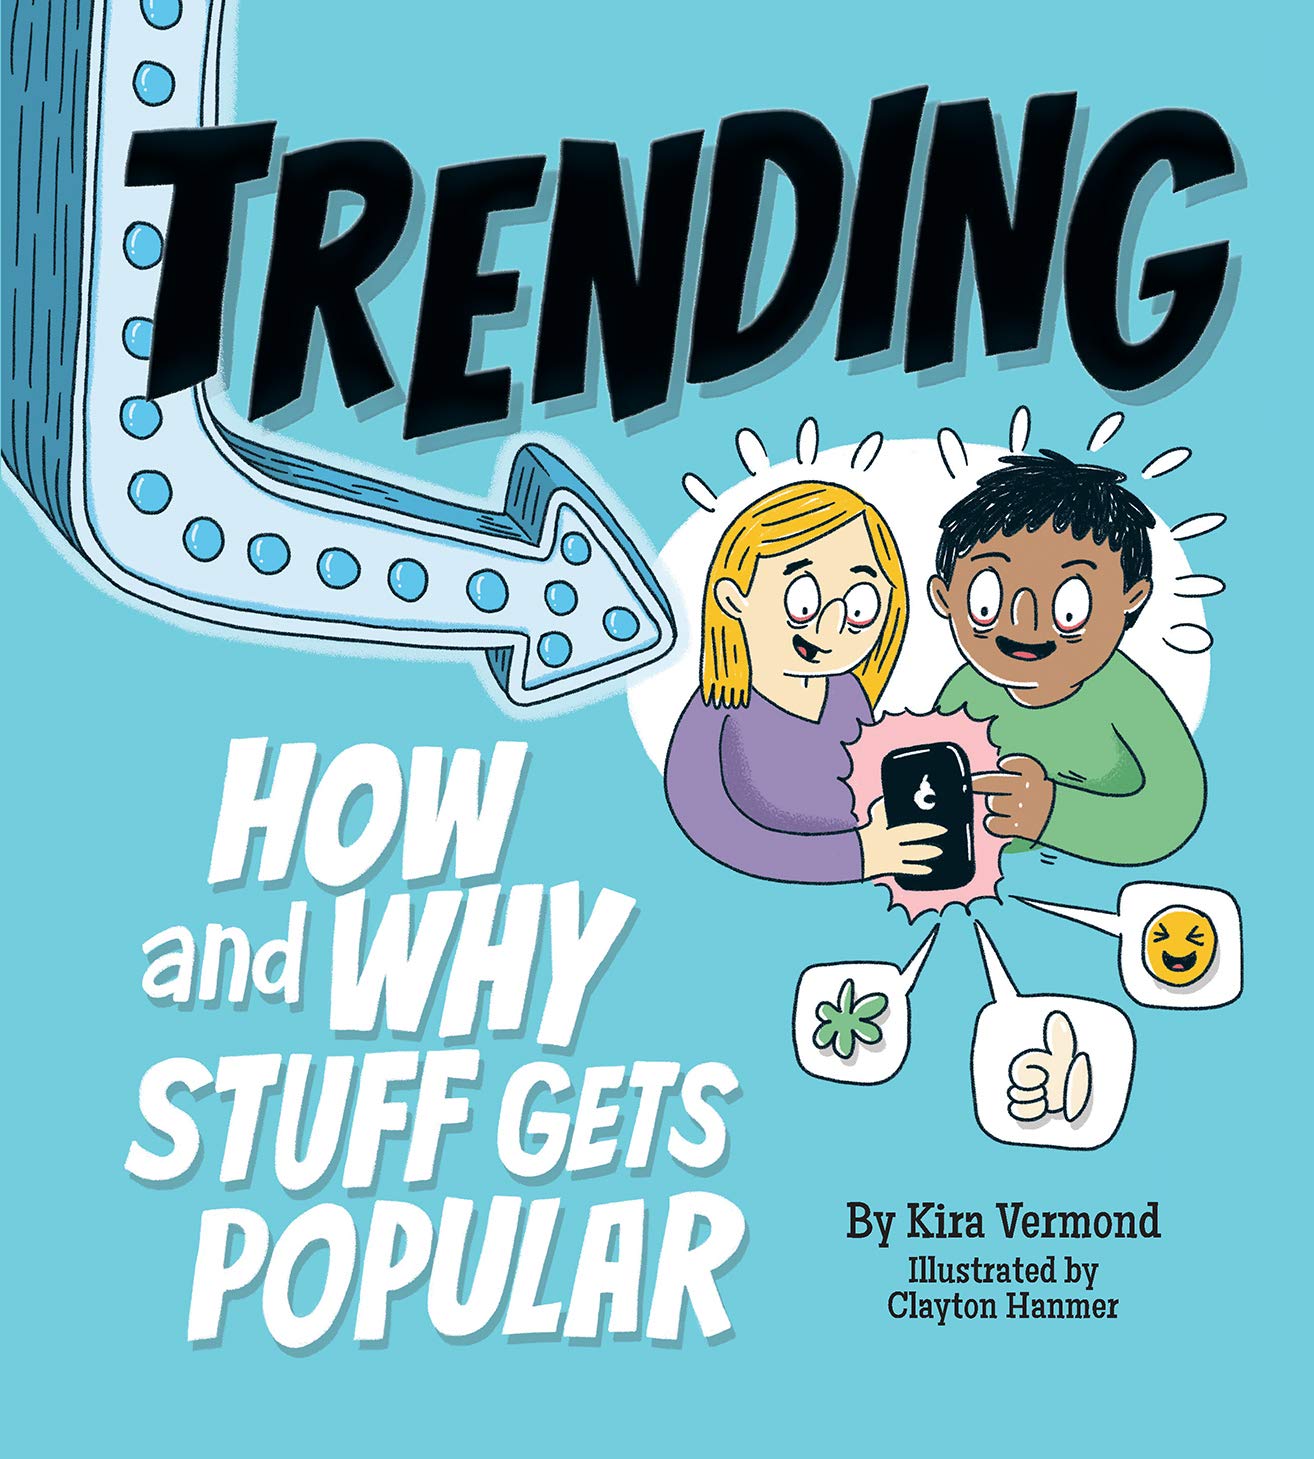 TRENDING
HOW
and WHY
STUFF GETS
POPULAR
By Kira Vermond
Illustrated by
Clayton Hanmer